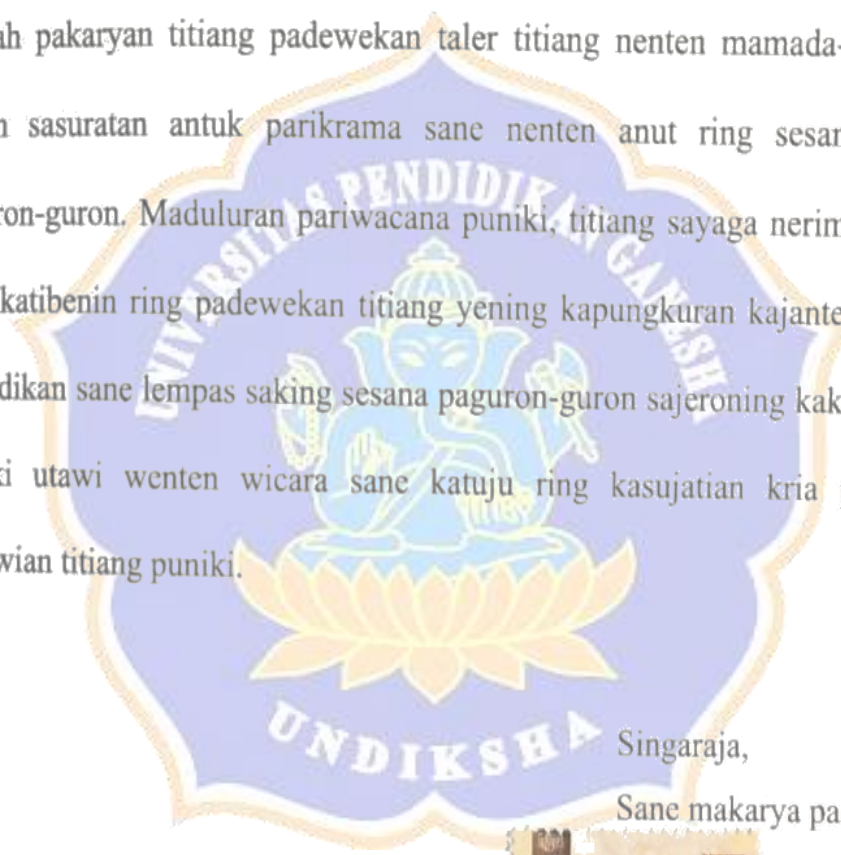 ah pakaryan titiang padewekan taler titiang nenten mamada-
n sasuratan antuk parikrama sane nenten anut ring sesan
ron-guron. Maduluran pariwacana puniki, titiang sayaga nerim
katibenin ring padewekan titiang yening kapungkuran kajante
dikan sane lempas saking sesana paguron-guron sajeroning kak
ki utawi wenten wicara sane katuju ring kasujatian kria
wian titiang puniki.
UNIVERSITAS PENDIDIKAN GANESHA
UNDIKSHA
Singaraja,
Sane makarya pa